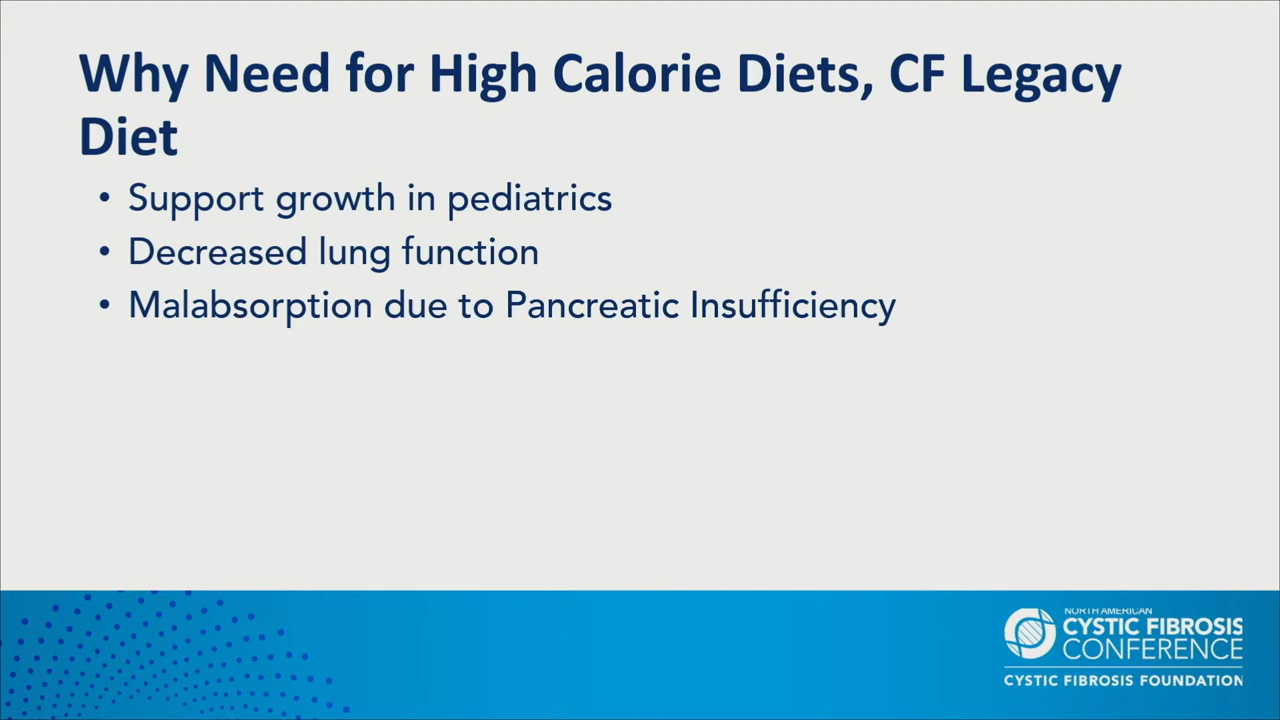 Why Need for High Calorie Diets, CF Legacy
Diet
• Support growth in pediatrics
• Decreased lung function
• Malabsorption due to Pancreatic Insufficiency
NORTH AMERICAN
CYSTIC FIBROSIS
CONFERENCE
CYSTIC FIBROSIS FOUNDATION